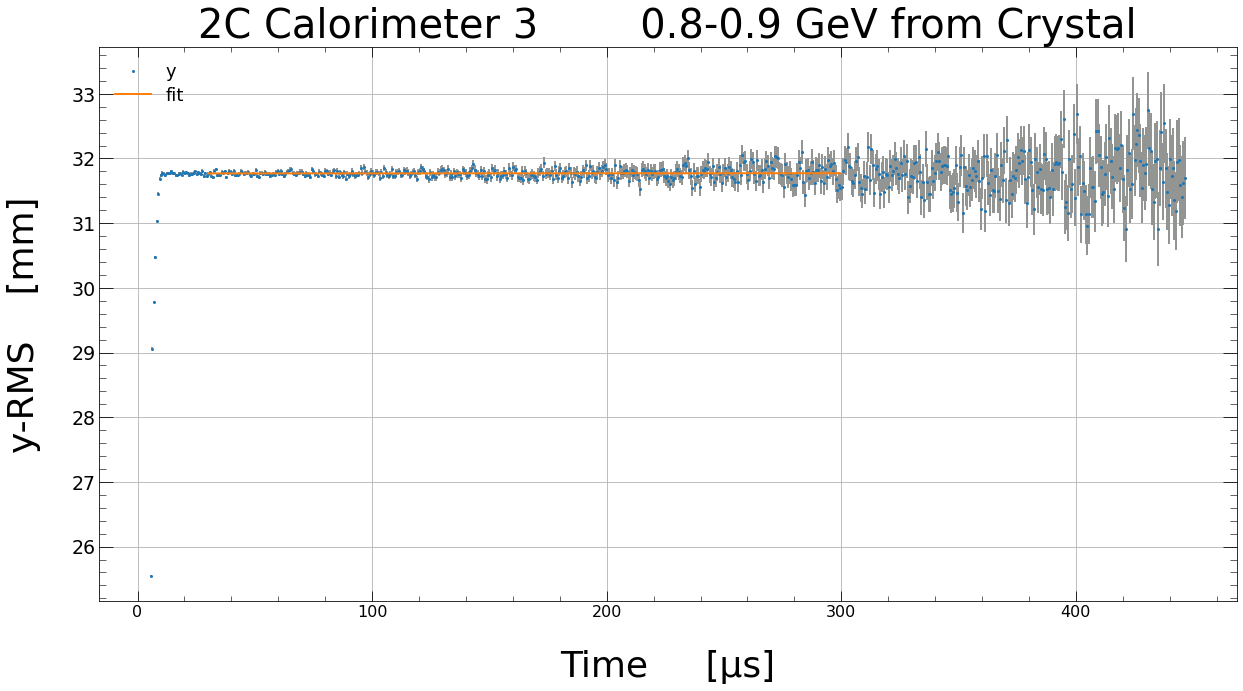 2C Calorimeter 3 0.8-0.9 GeV from Crystal
y
fit
33
32
31
30
29
28
27
26
y-RMS [mm]
0 100 200 300 400
Time [µs]